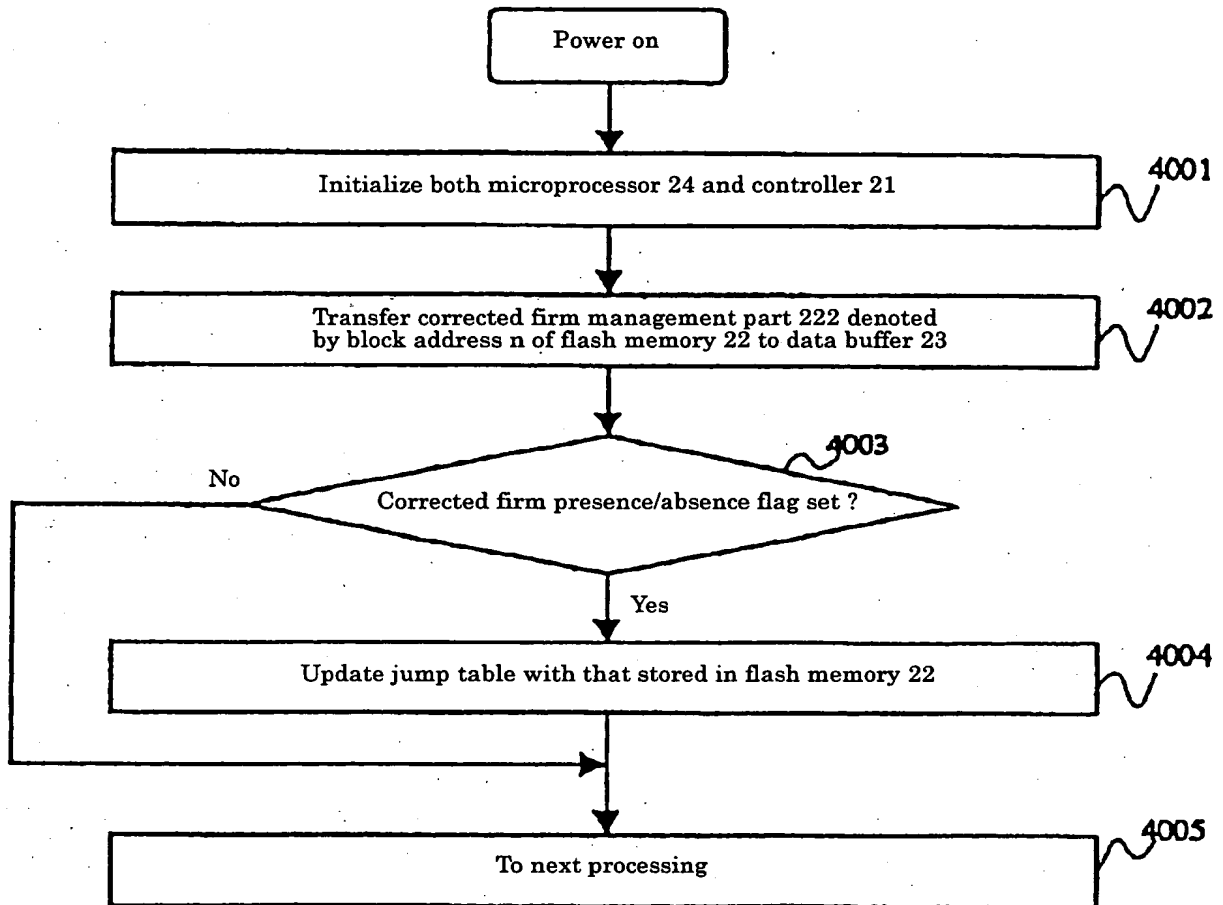 Power on
Initialize both microprocessor 24 and controller 21
4001
Transfer corrected firm management part 222 denoted
by block address n of flash memory 22 to data buffer 23
4002
4003
No
Corrected firm presence/absence flag set ?
Yes
Update jump table with that stored in flash memory 22
4004
To next processing
4005